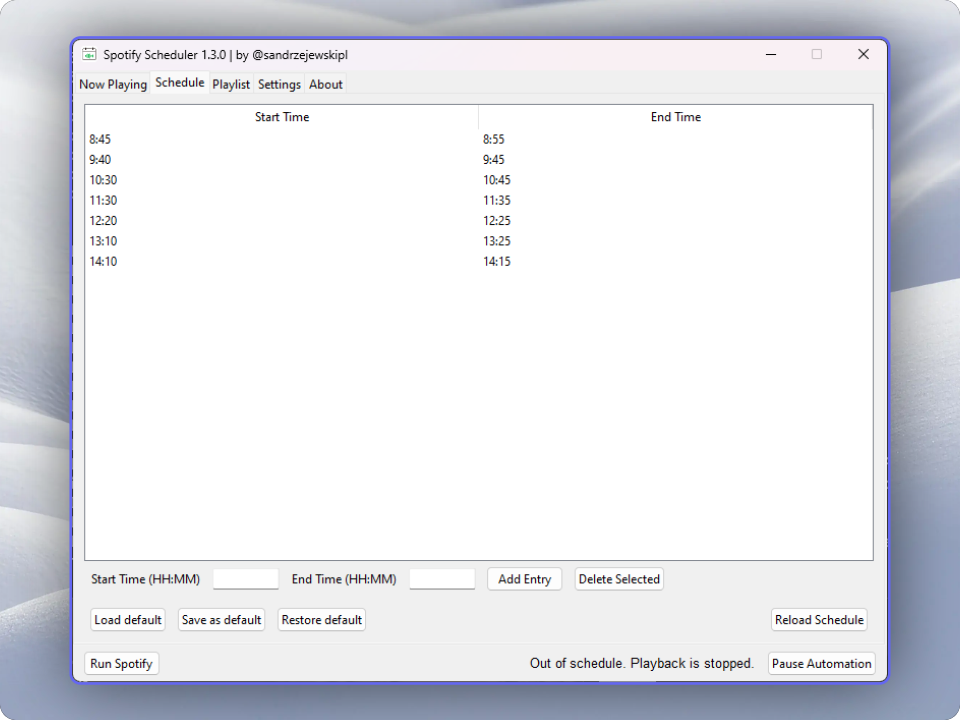 Spotify Scheduler 1.3.0 | by @sandrzejewskipl
Now Playing Schedule Playlist Settings About
Start Time End Time
8:45 8:55
9:40 9:45
10:30 10:45
11:30 11:35
12:20 12:25
13:10 13:25
14:10 14:15
Start Time (HH:MM) End Time (HH:MM) Add Entry Delete Selected
Load default Save as default Restore default Reload Schedule
Run Spotify Out of schedule. Playback is stopped. Pause Automation